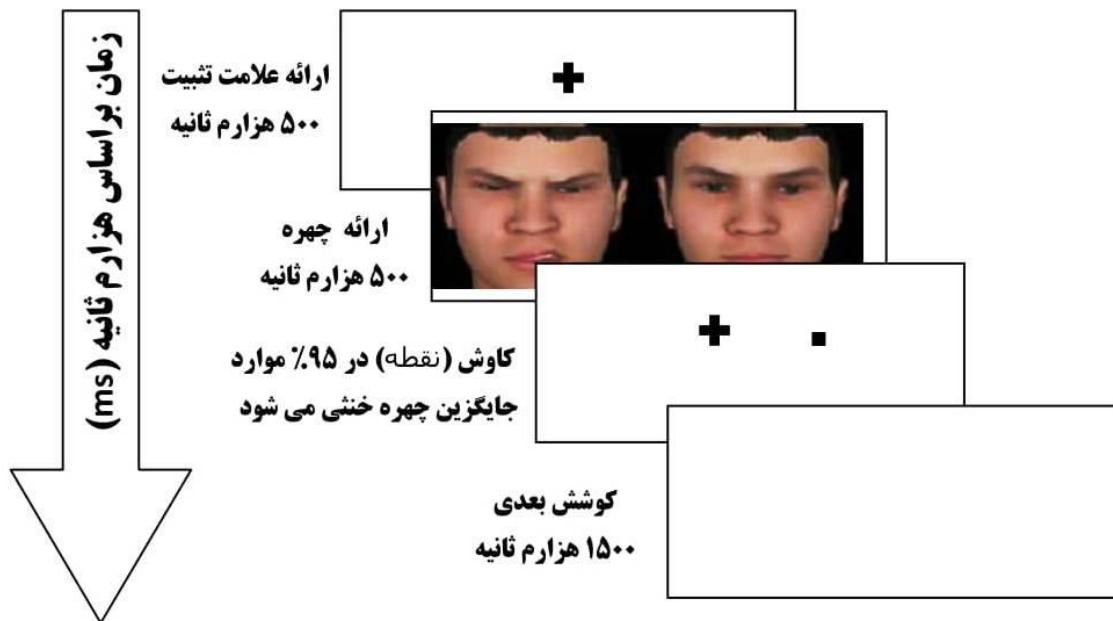 زمان براساس هزارم ثانیه (ms)
ارائه علامت تثبیت
۵۰۰ هزارم ثانیه
ارائه چهره
۵۰۰ هزارم ثانیه
کاوش (نقطه) در ۹۵٪ موارد
جایگزین چهره خنثی می شود
کوشش بعدی
۱۵۰۰ هزارم ثانیه